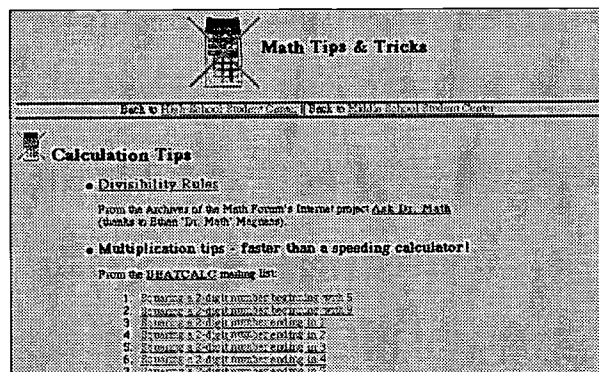 Math Tips & Tricks
Back to High School Student Center || Back to Middle School Student Center
Calculation Tips
• Divisibility Rules
From the Archives of the Math Forum's Internet project Ask Dr. Math
(thanks to Ethan 'Dr. Math' Magness).
• Multiplication tips - faster than a speeding calculator!
From the BEATCALC mailing list:
1. Squaring a 2-digit number beginning with 5
2. Squaring a 2-digit number beginning with 9
3. Squaring a 2-digit number ending in 1
4. Squaring a 2-digit number ending in 2
5. Squaring a 2-digit number ending in 3
6. Squaring a 2-digit number ending in 4